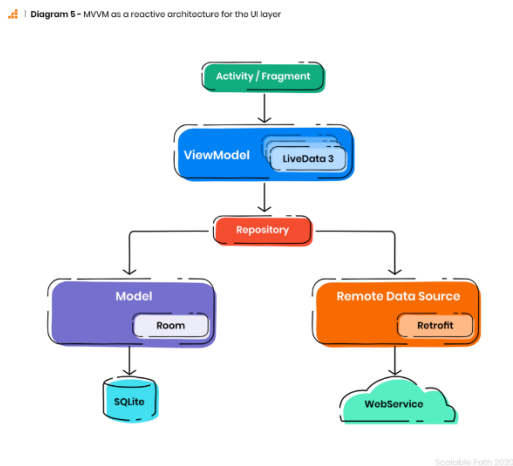 Diagram 5 - MVVM as a reactive architecture for the UI layer
Activity / Fragment
ViewModel
LiveData 3
Repository
Model
Room
Remote Data Source
Retrofit
SQLite
WebService
Scalable Path 2020